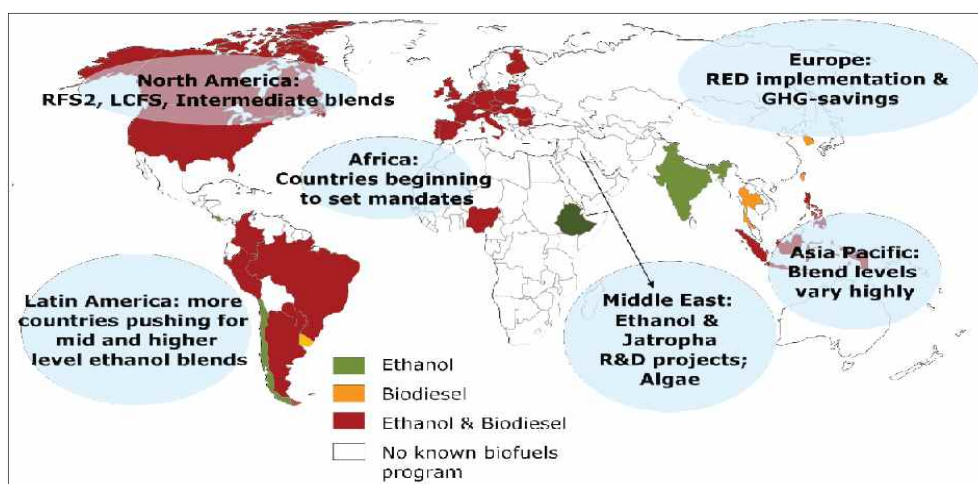 North America:
RFS2, LCFS, Intermediate blends
Europe:
RED implementation &
GHG-savings
Africa:
Countries beginning
to set mandates
Asia Pacific:
Blend levels
vary highly
Latin America: more
countries pushing for
mid and higher
level ethanol blends
Middle East:
Ethanol &
Jatropha
R&D projects;
Algae
Ethanol
Biodiesel
Ethanol & Biodiesel
No known biofuels
program